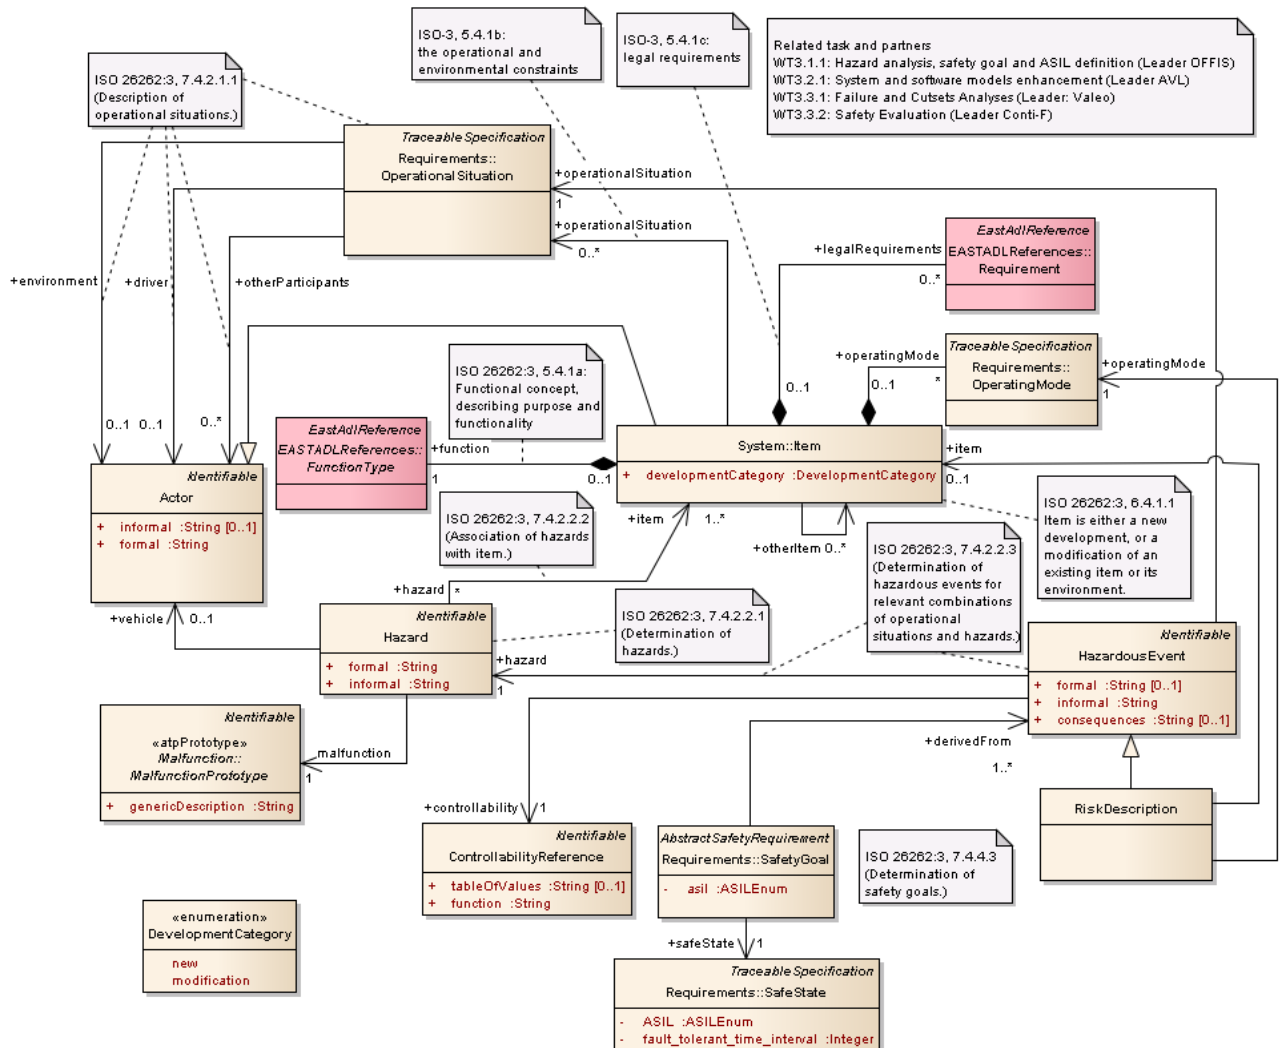 ISO-3, 5.4.1b:
the operational and
environmental constraints
ISO-3, 5.4.1c:
legal requirements
Related task and partners
WT3.1.1: Hazard analysis, safety goal and ASIL definition (Leader OFFIS)
WT3.2.1: System and software models enhancement (Leader AVL)
WT3.3.1: Failure and Cutsets Analyses (Leader: Valeo)
WT3.3.2: Safety Evaluation (Leader Conti-F)
ISO 26262:3, 7.4.2.1.1
(Description of
operational situations.)
TraceableSpecification
Requirements::
OperationalSituation
+operationalSituation
1
+operationalSituation
0..*
EastAdlReference
EASTADLReferences::
Requirement
+legalRequirements
0..*
+environment
+driver
+otherParticipants
TraceableSpecification
Requirements::
OperatingMode
+operatingMode
*
+operatingMode
1
0..1
0..1
ISO 26262:3, 5.4.1a:
Functional concept,
describing purpose and
functionality
0..1
0..1
0..*
EastAdlReference
EASTADLReferences::
FunctionType
+function
1
0..1
System::Item
+ developmentCategory :DevelopmentCategory
+item
0..1
Identifiable
Actor
+ informal :String [0..1]
+ formal :String
ISO 26262:3, 7.4.2.2.2
(Association of hazards
with item.)
+item
1..*
+otherItem 0..*
ISO 26262:3, 7.4.2.2.3
(Determination of
hazardous events for
relevant combinations
of operational
situations and hazards.)
ISO 26262:3, 6.4.1.1
Item is either a new
development, or a
modification of an
existing item or its
environment.
+hazard
*
+vehicle
0..1
Identifiable
Hazard
+ formal :String
+ informal :String
ISO 26262:3, 7.4.2.2.1
(Determination of
hazards.)
+hazard
1
Identifiable
HazardousEvent
+ formal :String [0..1]
+ informal :String
+ consequences :String [0..1]
Identifiable
«atpPrototype»
Malfunction::
MalfunctionPrototype
+ genericDescription :String
malfunction
1
+derivedFrom
1..*
+controllability
1
RiskDescription
Identifiable
ControllabilityReference
+ tableOfValues :String [0..1]
+ function :String
AbstractSafetyRequirement
Requirements::SafetyGoal
- asil :ASILEnum
ISO 26262:3, 7.4.4.3
(Determination of
safety goals.)
«enumeration»
DevelopmentCategory
new
modification
+safeState
1
TraceableSpecification
Requirements::SafeState
- ASIL :ASILEnum
- fault_tolerant_time_interval :Integer